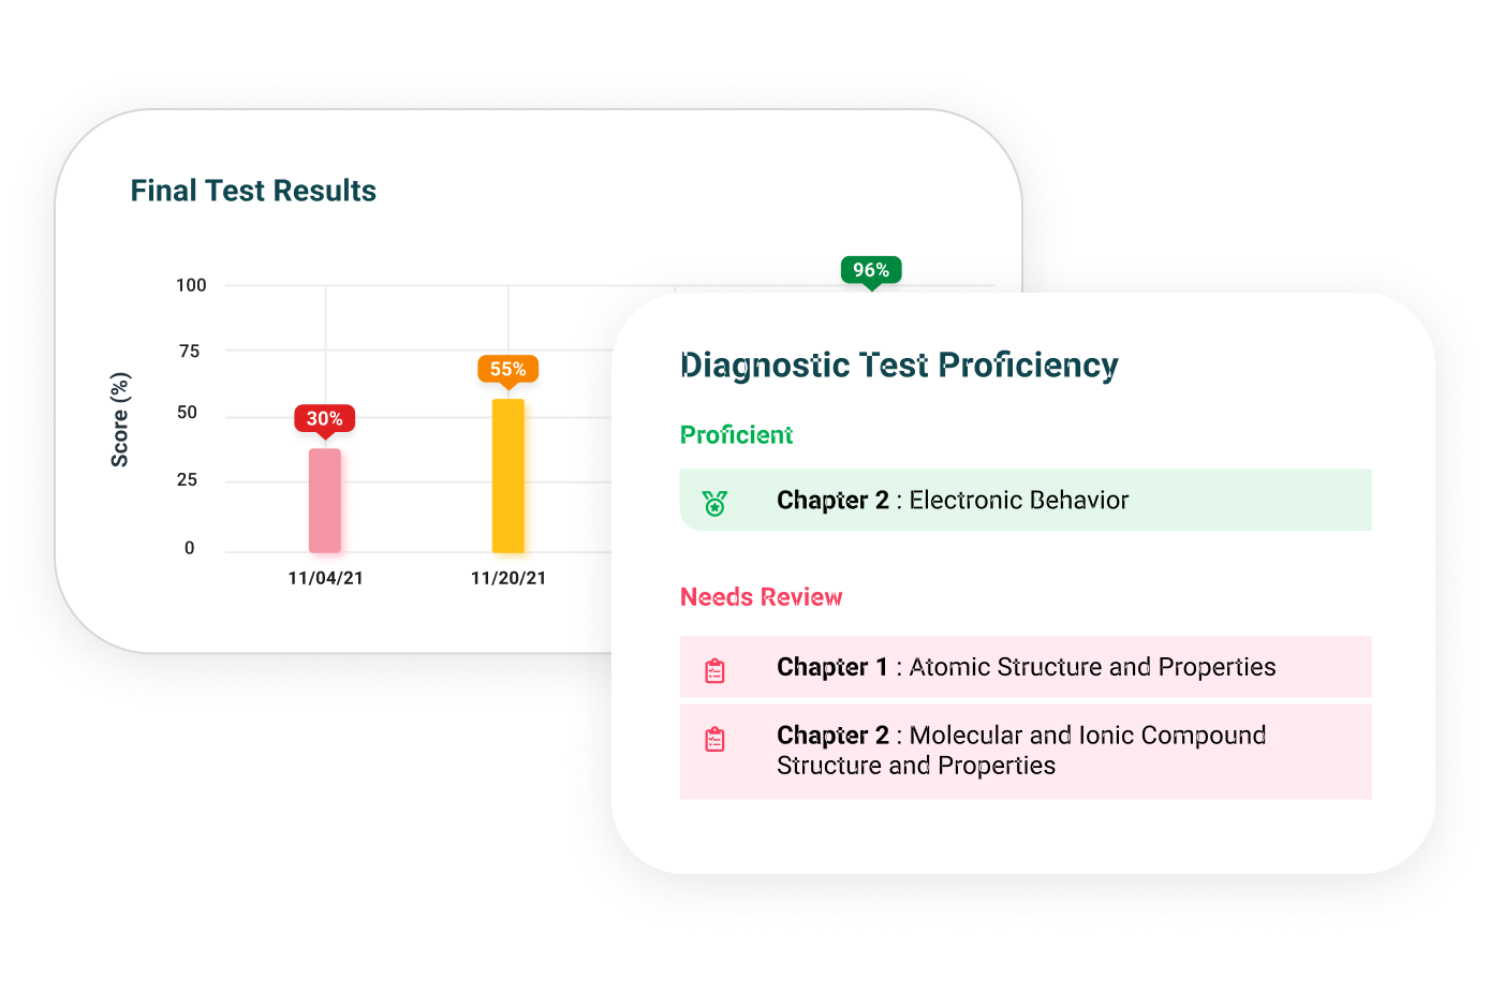 Final Test Results
96%
100
75
55%
50
30%
25
0
Score (%)
11/04/21
11/20/21
Diagnostic Test Proficiency
Proficient
Chapter 2 : Electronic Behavior
Needs Review
Chapter 1 : Atomic Structure and Properties
Chapter 2 : Molecular and Ionic Compound
Structure and Properties